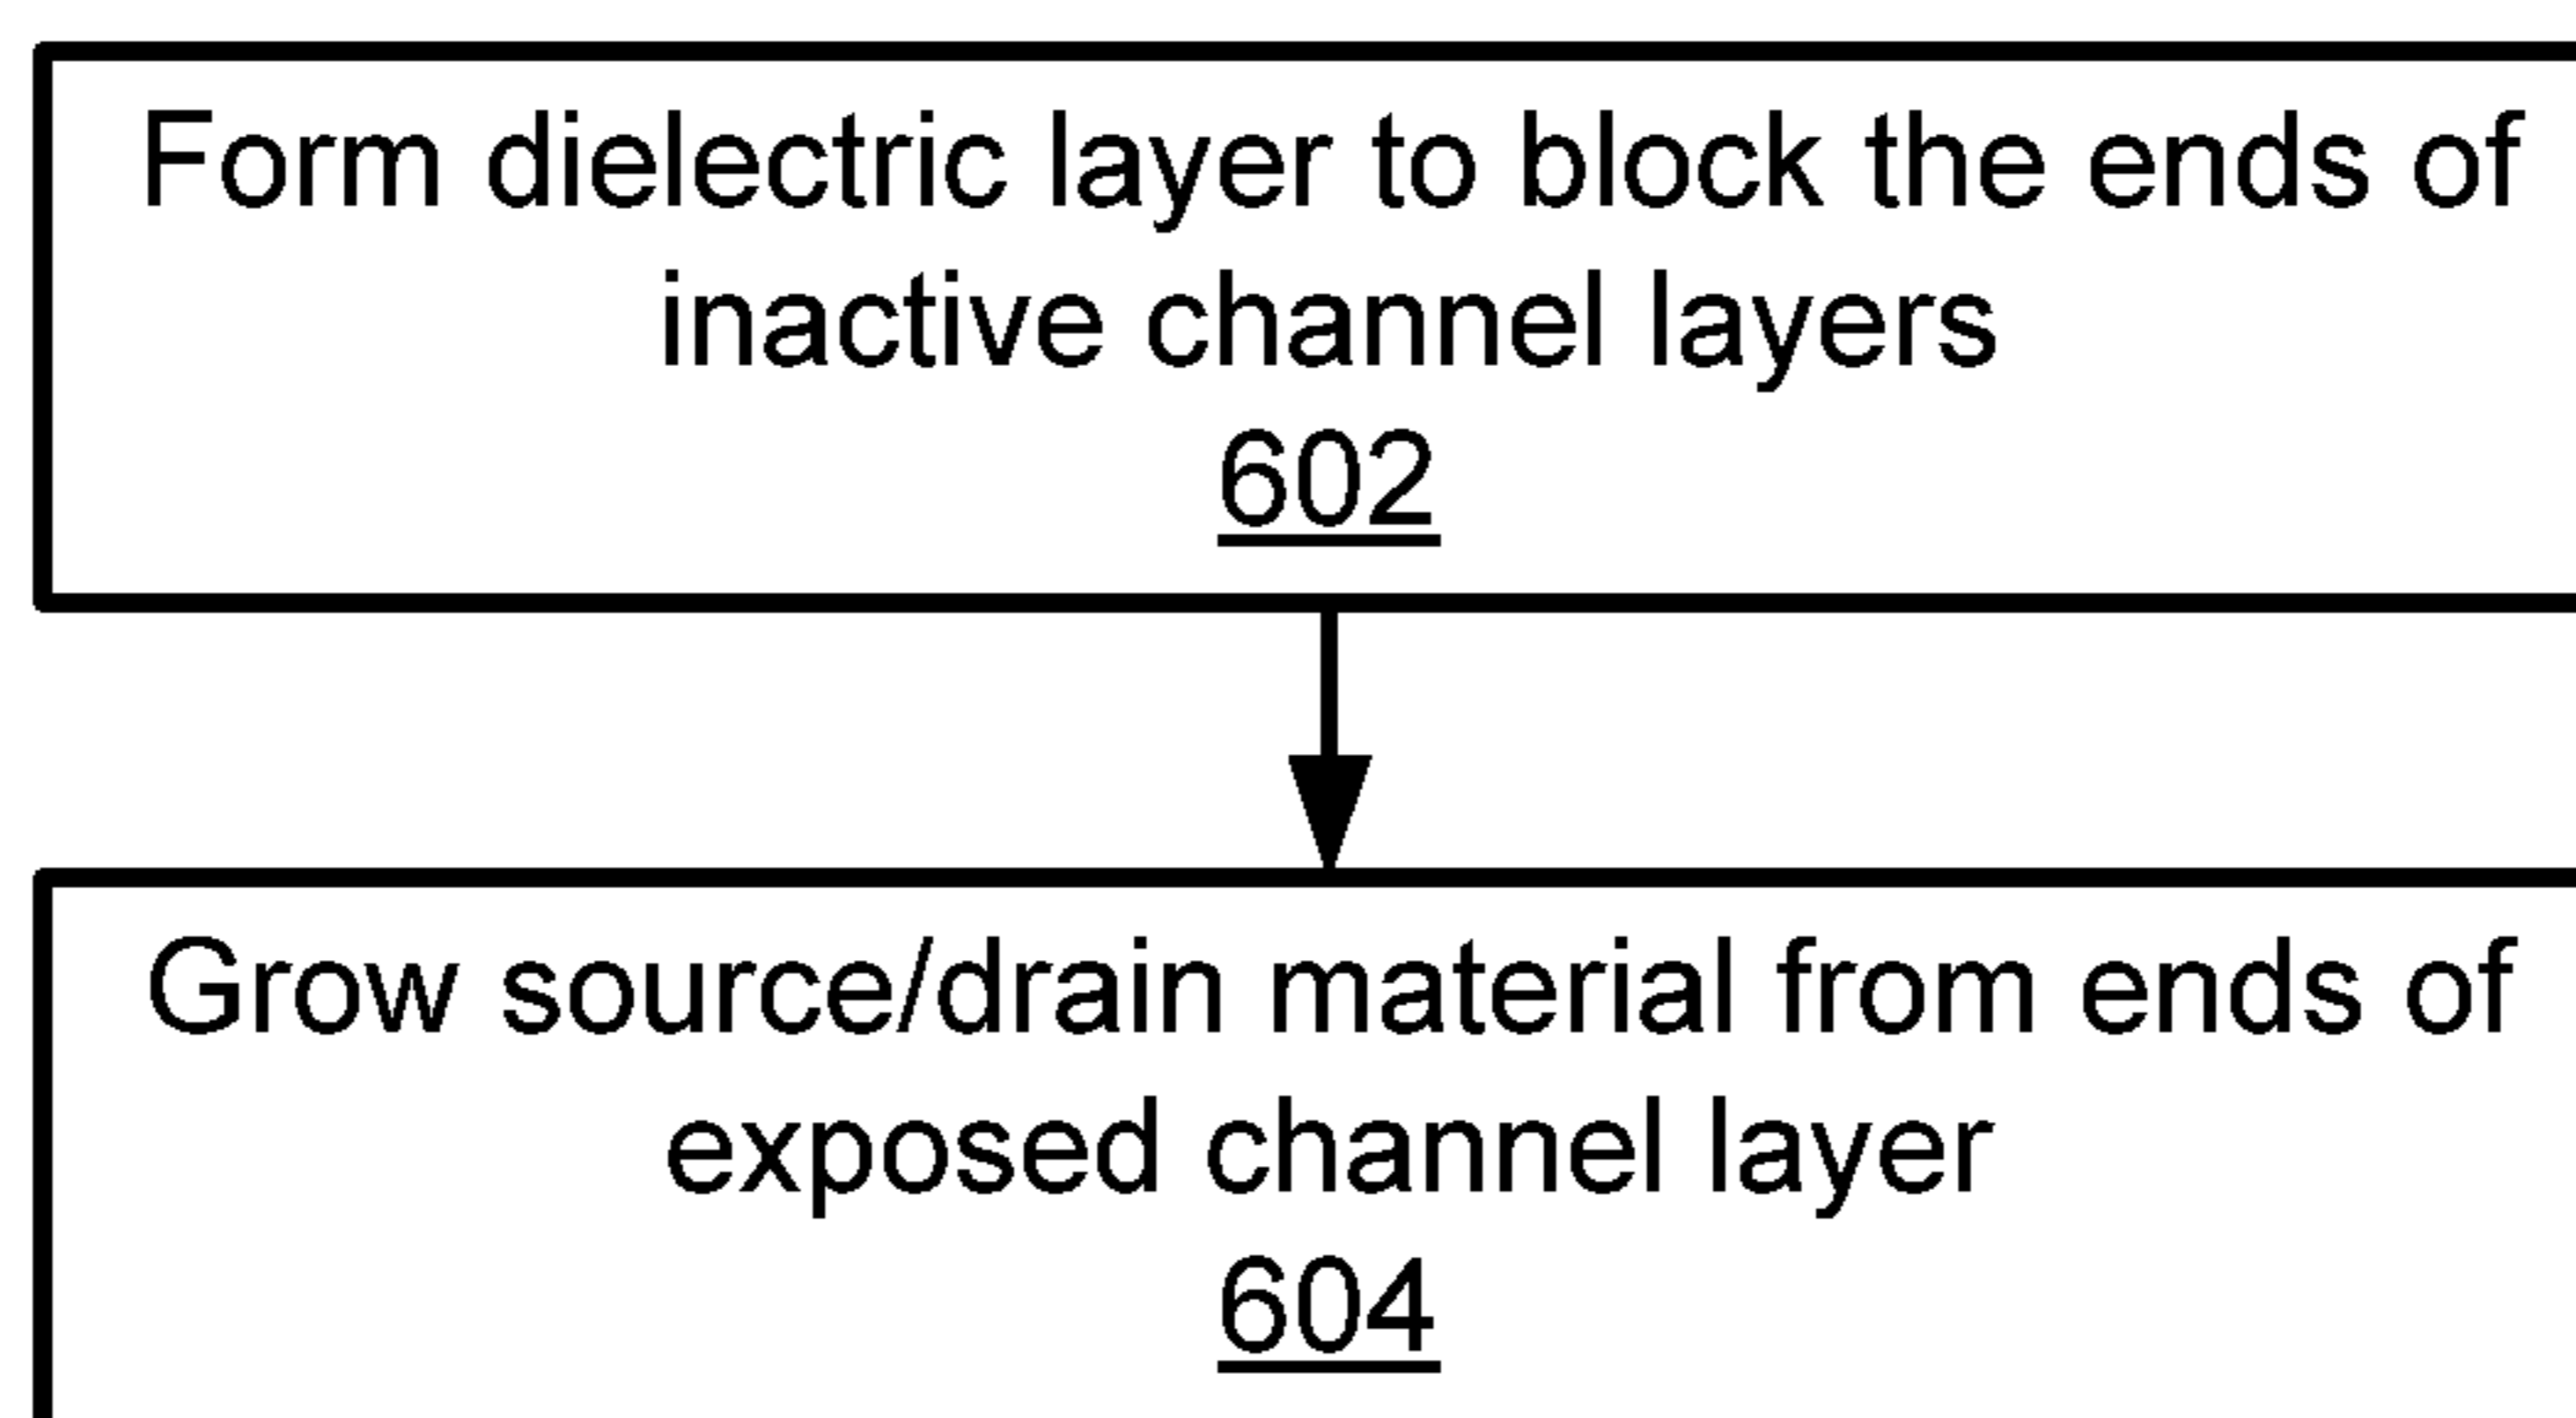 Form dielectric layer to block the ends of
inactive channel layers
602
Grow source/drain material from ends of
exposed channel layer
604